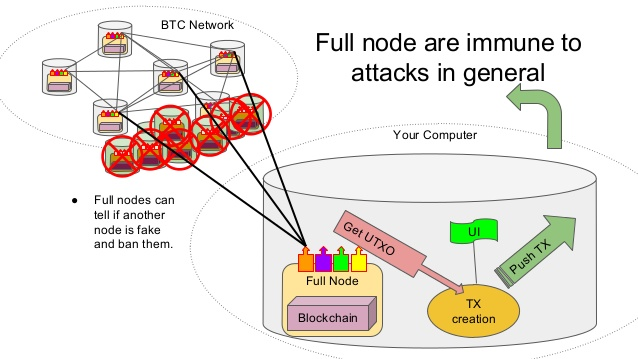 BTC Network
Full node are immune to
attacks in general
Your Computer
● Full nodes can
tell if another
node is fake
and ban them.
Get UTXO
UI
Push TX
Full Node
Blockchain
TX
creation